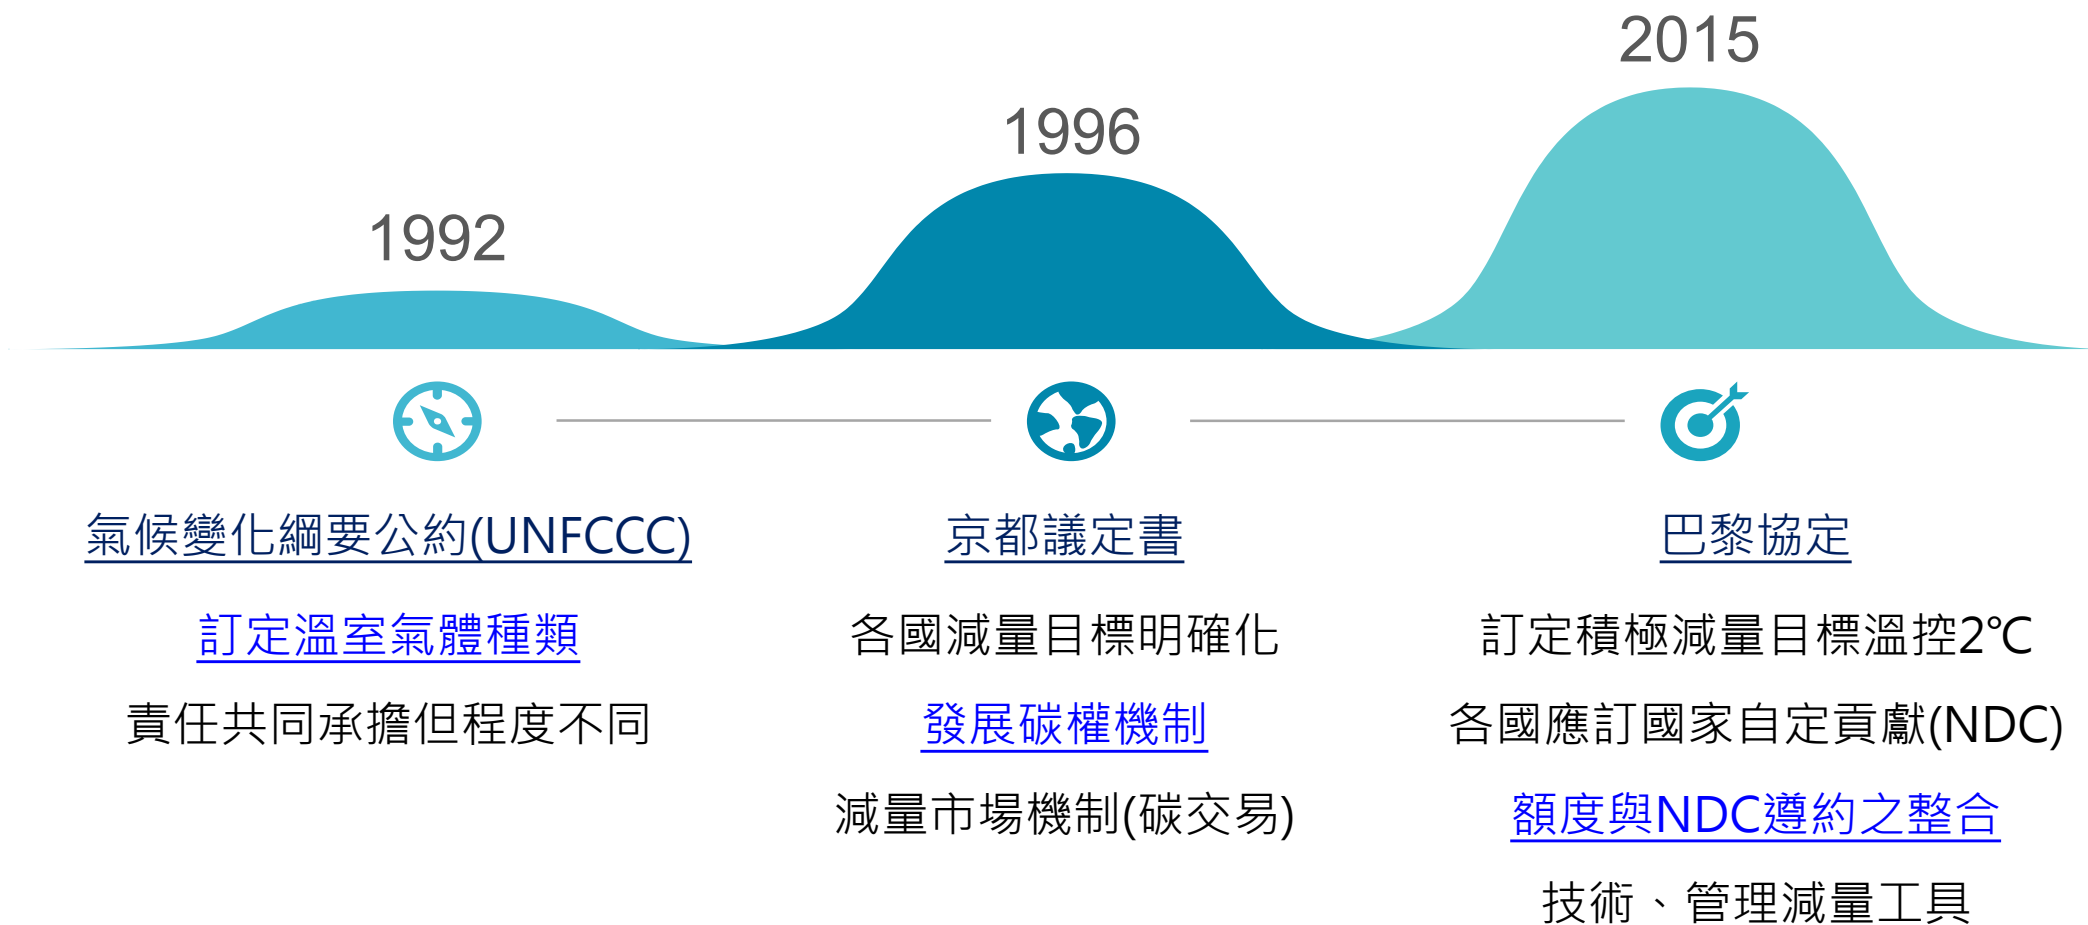 1992
1996
2015
氣候變化綱要公約(UNFCCC)
訂定溫室氣體種類
責任共同承擔但程度不同
京都議定書
各國減量目標明確化
發展碳權機制
減量市場機制(碳交易)
巴黎協定
訂定積極減量目標溫控2℃
各國應訂國家自定貢獻(NDC)
額度與NDC遵約之整合
技術、管理減量工具